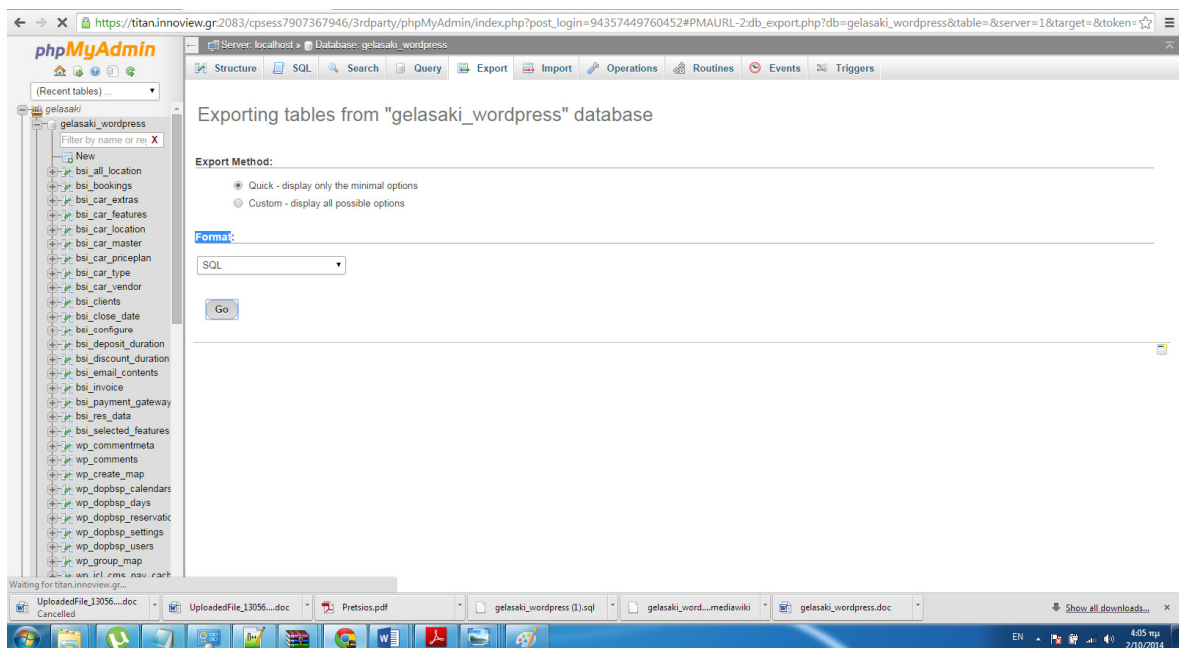 https://titan.innoview.gr:2083/cpsess7907367946/3rdparty/phpMyAdmin/index.php?post_login=94357449760452#PMAURL-2:db_export.php?db=gelasaki_wordpress&table=&server=1&target=&token=
phpMyAdmin
(Recent tables) ...
gelasaki
gelasaki_wordpress
Filter by name or re X
New
bsi_all_location
bsi_bookings
bsi_car_extras
bsi_car_features
bsi_car_location
bsi_car_master
bsi_car_priceplan
bsi_car_type
bsi_car_vendor
bsi_clients
bsi_close_date
bsi_configure
bsi_deposit_duration
bsi_discount_duration
bsi_email_contents
bsi_invoice
bsi_payment_gateway
bsi_res_data
bsi_selected_features
wp_commentmeta
wp_comments
wp_create_map
wp_dopbsp_calendars
wp_dopbsp_days
wp_dopbsp_reservatic
wp_dopbsp_settings
wp_dopbsp_users
wp_group_map
wp_icl_cms_nav_cach
Server: localhost » Database: gelasaki_wordpress
Structure SQL Search Query Export Import Operations Routines Events Triggers
Exporting tables from "gelasaki_wordpress" database
Export Method:
Quick - display only the minimal options
Custom - display all possible options
Format:
SQL
Go
Waiting for titan.innoview.gr...
UploadedFile_13056....doc
Cancelled
UploadedFile_13056....doc
Pretsios.pdf
gelasaki_wordpress (1).sql
gelasaki_word....mediawiki
gelasaki_wordpress.doc
Show all downloads...
EN
4:05 πμ
2/10/2014